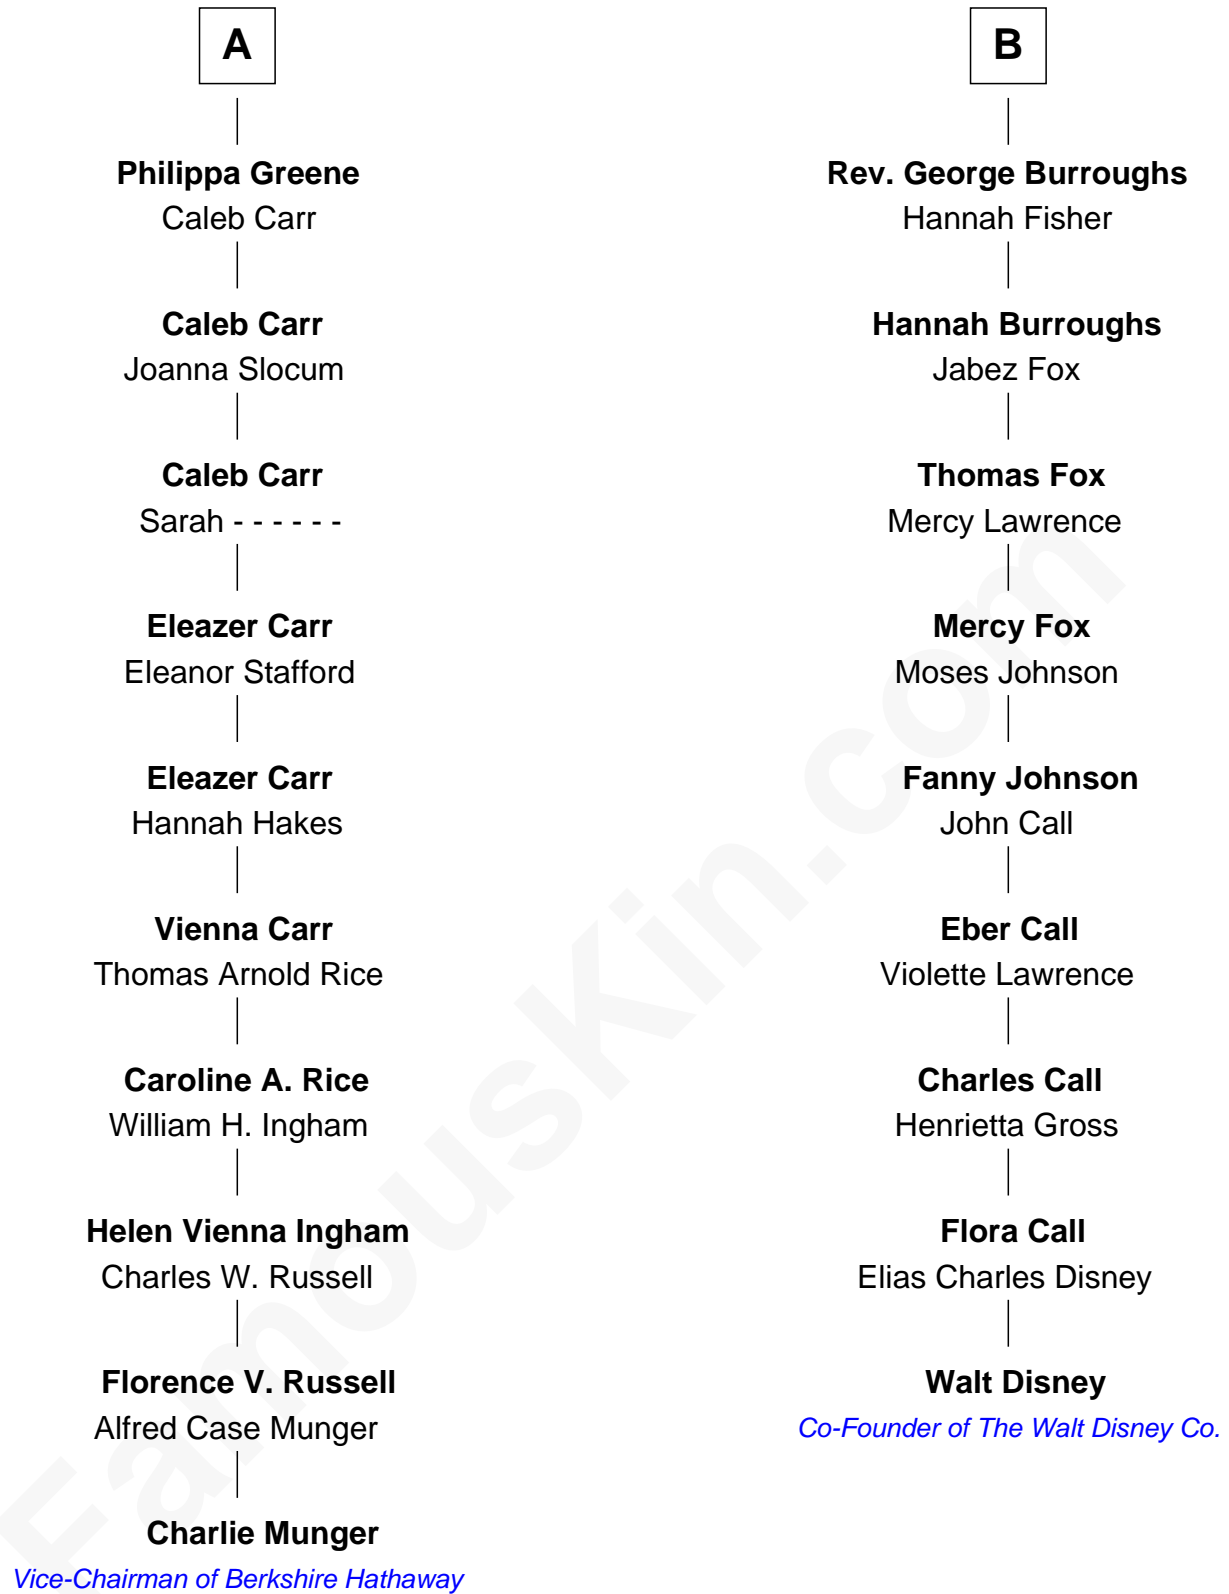 A
Philippa Greene
Caleb Carr
Caleb Carr
Joanna Slocum
Caleb Carr
Sarah - - - - - -
Eleazer Carr
Eleanor Stafford
Eleazer Carr
Hannah Hakes
Vienna Carr
Thomas Arnold Rice
Caroline A. Rice
William H. Ingham
Helen Vienna Ingham
Charles W. Russell
Florence V. Russell
Alfred Case Munger
Charlie Munger
Vice-Chairman of Berkshire Hathaway
B
Rev. George Burroughs
Hannah Fisher
Hannah Burroughs
Jabez Fox
Thomas Fox
Mercy Lawrence
Mercy Fox
Moses Johnson
Fanny Johnson
John Call
Eber Call
Violette Lawrence
Charles Call
Henrietta Gross
Flora Call
Elias Charles Disney
Walt Disney
Co-Founder of The Walt Disney Co.
FamousKin.com